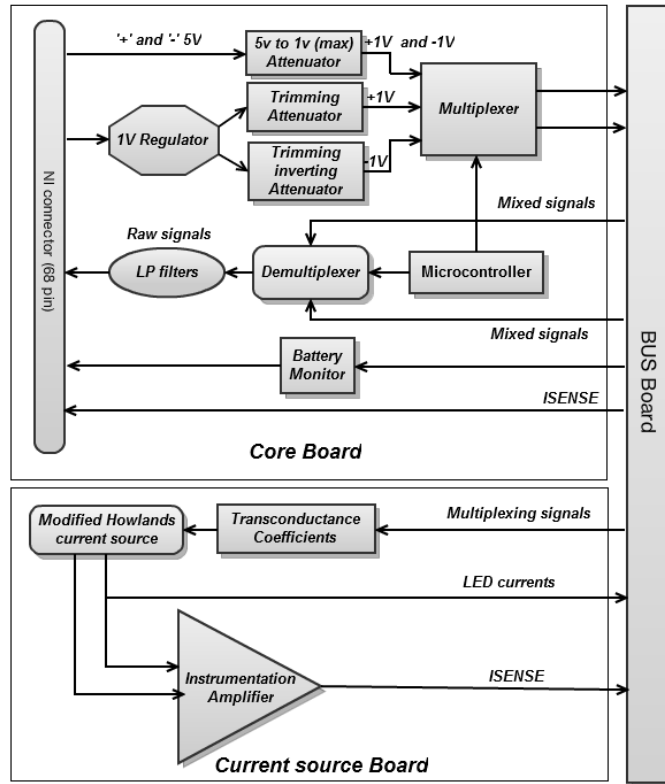 '+' and '-' 5V
5v to 1v (max)
Attenuator
+1V and -1V
Trimming
Attenuator
+1V
Multiplexer
1V Regulator
Trimming
inverting
Attenuator
-1V
NI connector (68 pin)
Mixed signals
Raw signals
LP filters
Demultiplexer
Microcontroller
Mixed signals
Battery
Monitor
ISENSE
Core Board
BUS Board
Modified Howlands
current source
Transconductance
Coefficients
Multiplexing signals
LED currents
Instrumentation
Amplifier
ISENSE
Current source Board